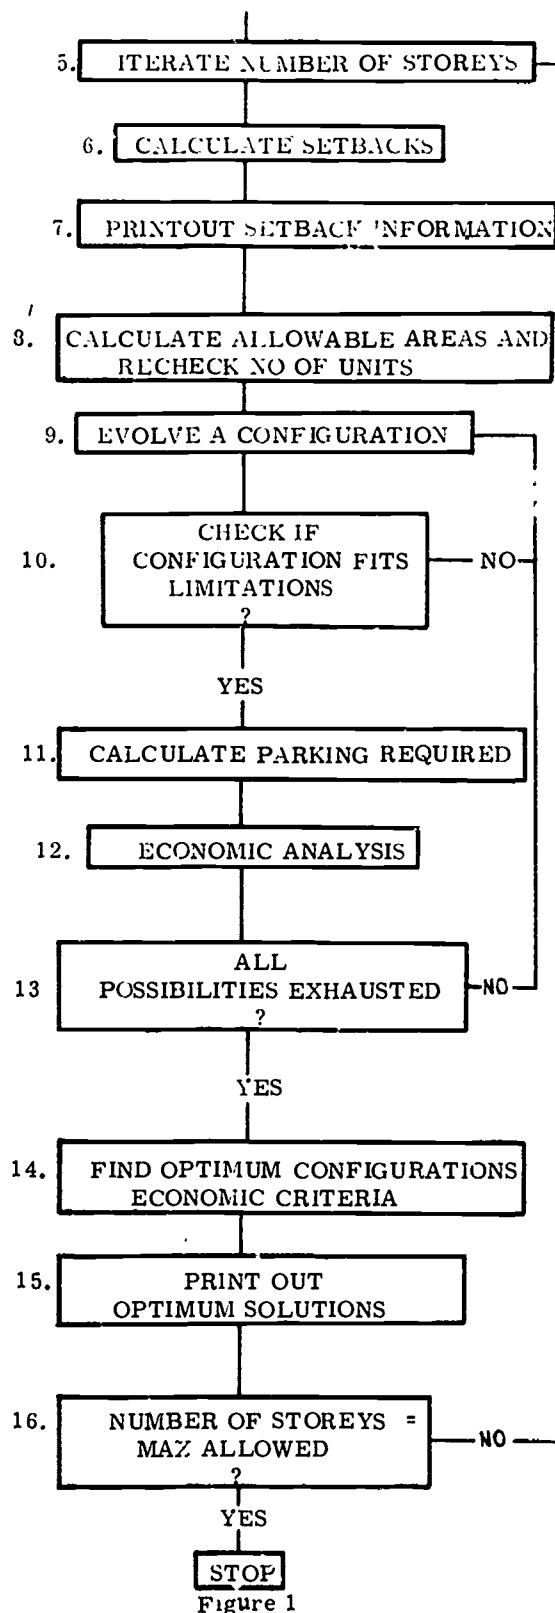 5. ITERATE NUMBER OF STOREYS
6. CALCULATE SETBACKS
7. PRINTOUT SETBACK INFORMATION
8. CALCULATE ALLOWABLE AREAS AND
RECHECK NO OF UNITS
9. EVOLVE A CONFIGURATION
CHECK IF
10. CONFIGURATION FITS
LIMITATIONS
?
NO
YES
11. CALCULATE PARKING REQUIRED
12. ECONOMIC ANALYSIS
ALL
13 POSSIBILITIES EXHAUSTED
?
NO
YES
14. FIND OPTIMUM CONFIGURATIONS
ECONOMIC CRITERIA
15. PRINT OUT
OPTIMUM SOLUTIONS
16. NUMBER OF STOREYS =
MAX ALLOWED
?
NO
YES
STOP
Figure 1